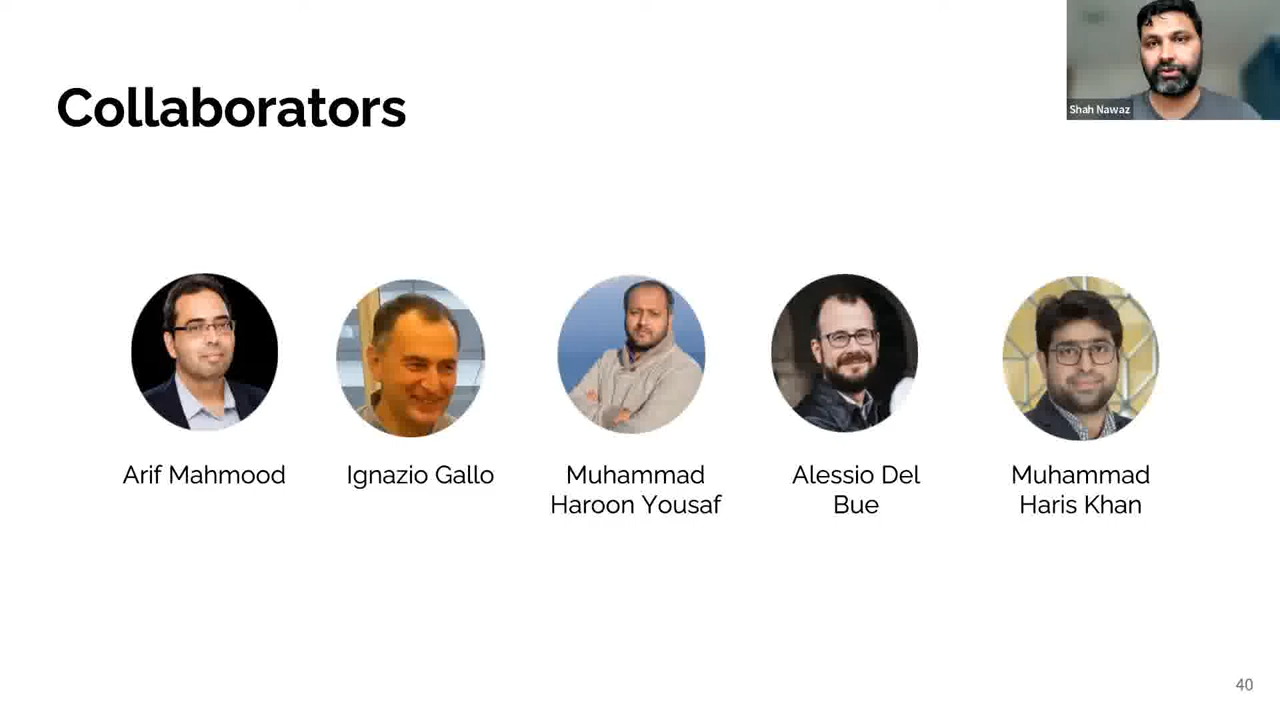 Collaborators
Shah Nawaz
Arif Mahmood
Ignazio Gallo
Muhammad
Haroon Yousaf
Alessio Del
Bue
Muhammad
Haris Khan
40